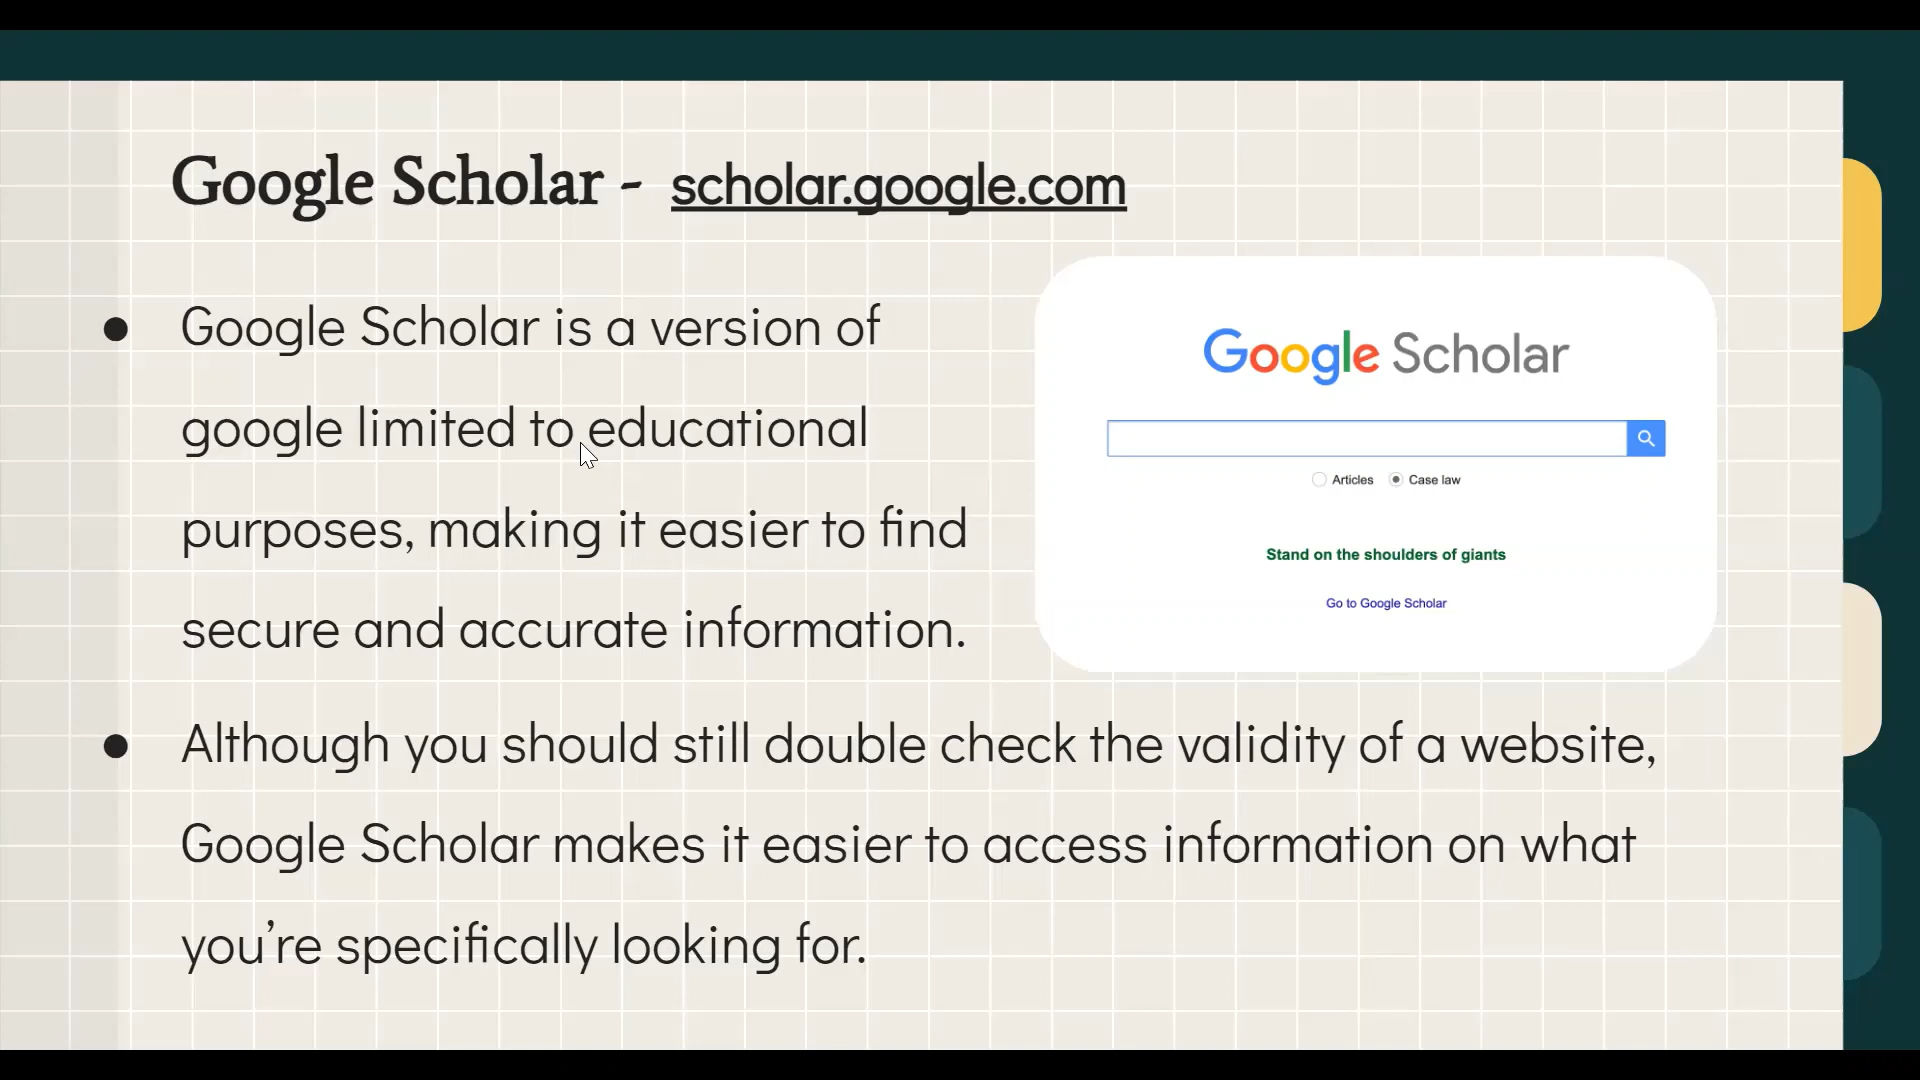 Google Scholar - scholar.google.com
● Google Scholar is a version of
google limited to educational
purposes, making it easier to find
secure and accurate information.
Google Scholar
Articles Case law
Stand on the shoulders of giants
Go to Google Scholar
● Although you should still double check the validity of a website,
Google Scholar makes it easier to access information on what
you’re specifically looking for.